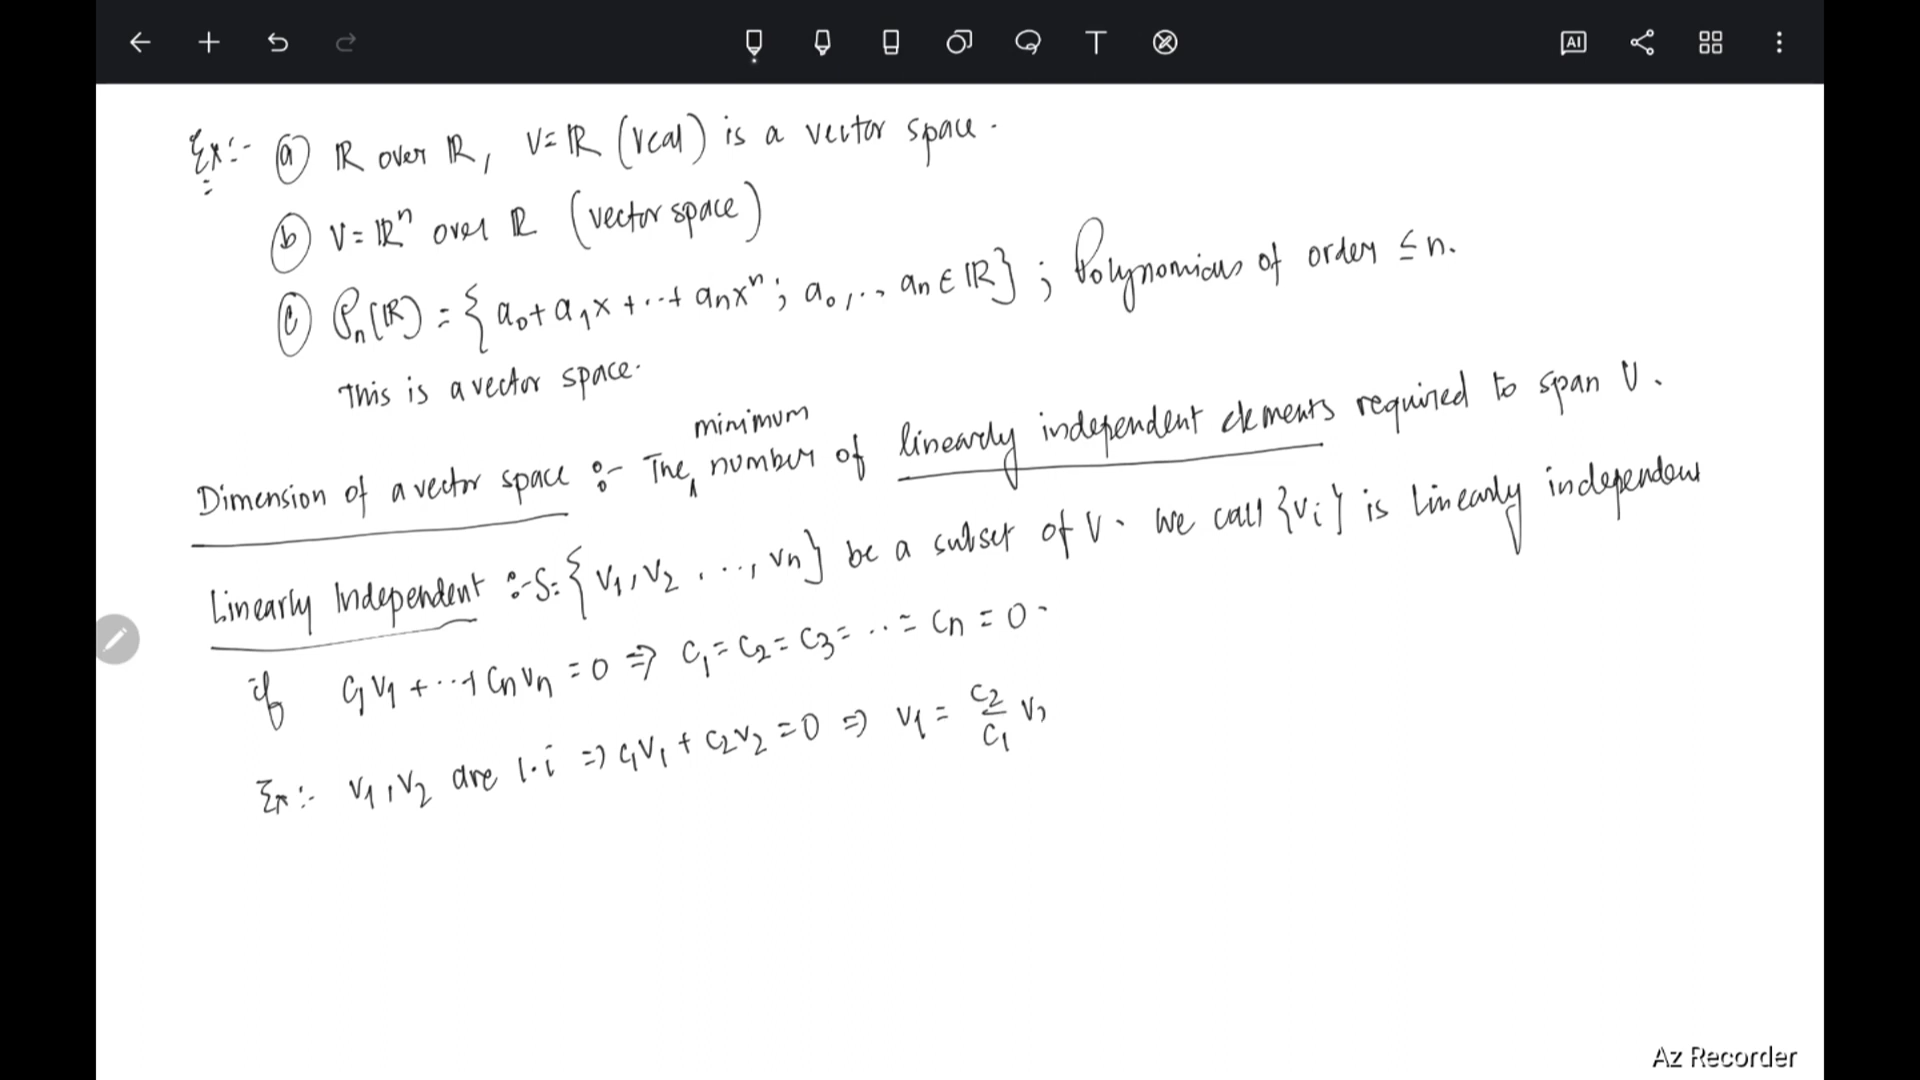 Ex:- (a) ℝ over ℝ, V=ℝ (real) is a vector space.
(b) V=ℝⁿ over ℝ (vector space)
(c) Pₙ(ℝ) = { a₀+a₁x+··+aₙxⁿ ; a₀,.., aₙ∈ℝ} ; Polynomials of order ≤ n.
This is a vector space.
minimum
Dimension of a vector space :- The ∧ number of linearly independent elements required to span V.
Linearly Independent :- S= { v₁, v₂, ..., vₙ} be a subset of V. We call {vᵢ} is linearly independent
if c₁v₁+···+cₙvₙ = 0 ⇒ c₁ = c₂ = c₃ = ··= cₙ = 0.
Ex:- v₁, v₂ are l.i ⇒ c₁v₁ + c₂v₂ = 0 ⇒ v₁ = c₂/c₁ v₂
AI
T
Az Recorder